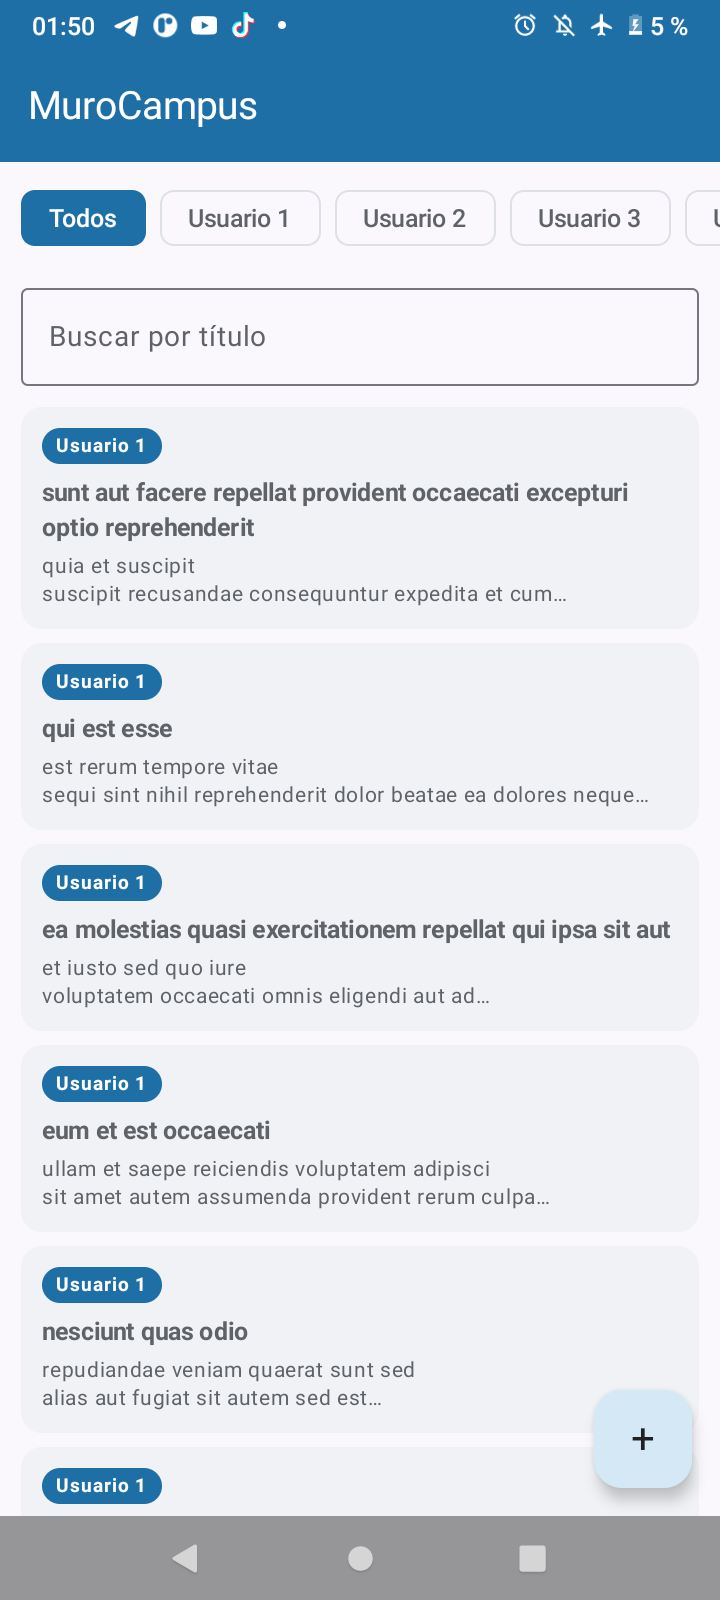 01:50
5 %
MuroCampus
Todos
Usuario 1
Usuario 2
Usuario 3
Buscar por título
Usuario 1
sunt aut facere repellat provident occaecati excepturi
optio reprehenderit
quia et suscipit
suscipit recusandae consequuntur expedita et cum…
Usuario 1
qui est esse
est rerum tempore vitae
sequi sint nihil reprehenderit dolor beatae ea dolores neque…
Usuario 1
ea molestias quasi exercitationem repellat qui ipsa sit aut
et iusto sed quo iure
voluptatem occaecati omnis eligendi aut ad…
Usuario 1
eum et est occaecati
ullam et saepe reiciendis voluptatem adipisci
sit amet autem assumenda provident rerum culpa…
Usuario 1
nesciunt quas odio
repudiandae veniam quaerat sunt sed
alias aut fugiat sit autem sed est…
+
Usuario 1